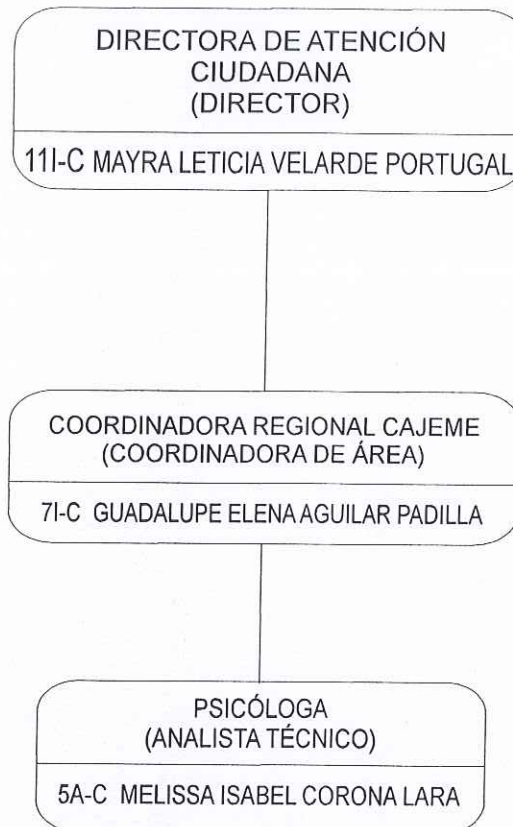 DIRECTORA DE ATENCIÓN
CIUDADANA
(DIRECTOR)
11I-C MAYRA LETICIA VELARDE PORTUGAL
COORDINADORA REGIONAL CAJEME
(COORDINADORA DE ÁREA)
7I-C GUADALUPE ELENA AGUILAR PADILLA
PSICÓLOGA
(ANALISTA TÉCNICO)
5A-C MELISSA ISABEL CORONA LARA